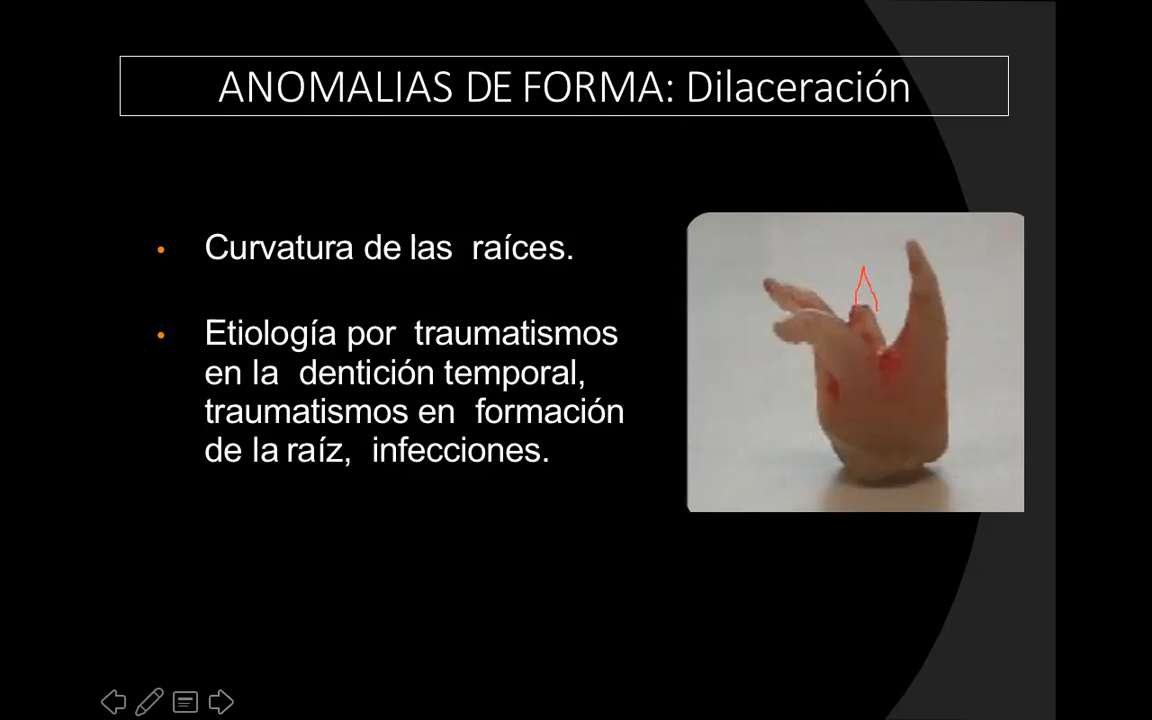 ANOMALIAS DE FORMA: Dilaceración
• Curvatura de las raíces.
• Etiología por traumatismos
en la dentición temporal,
traumatismos en formación
de la raíz, infecciones.